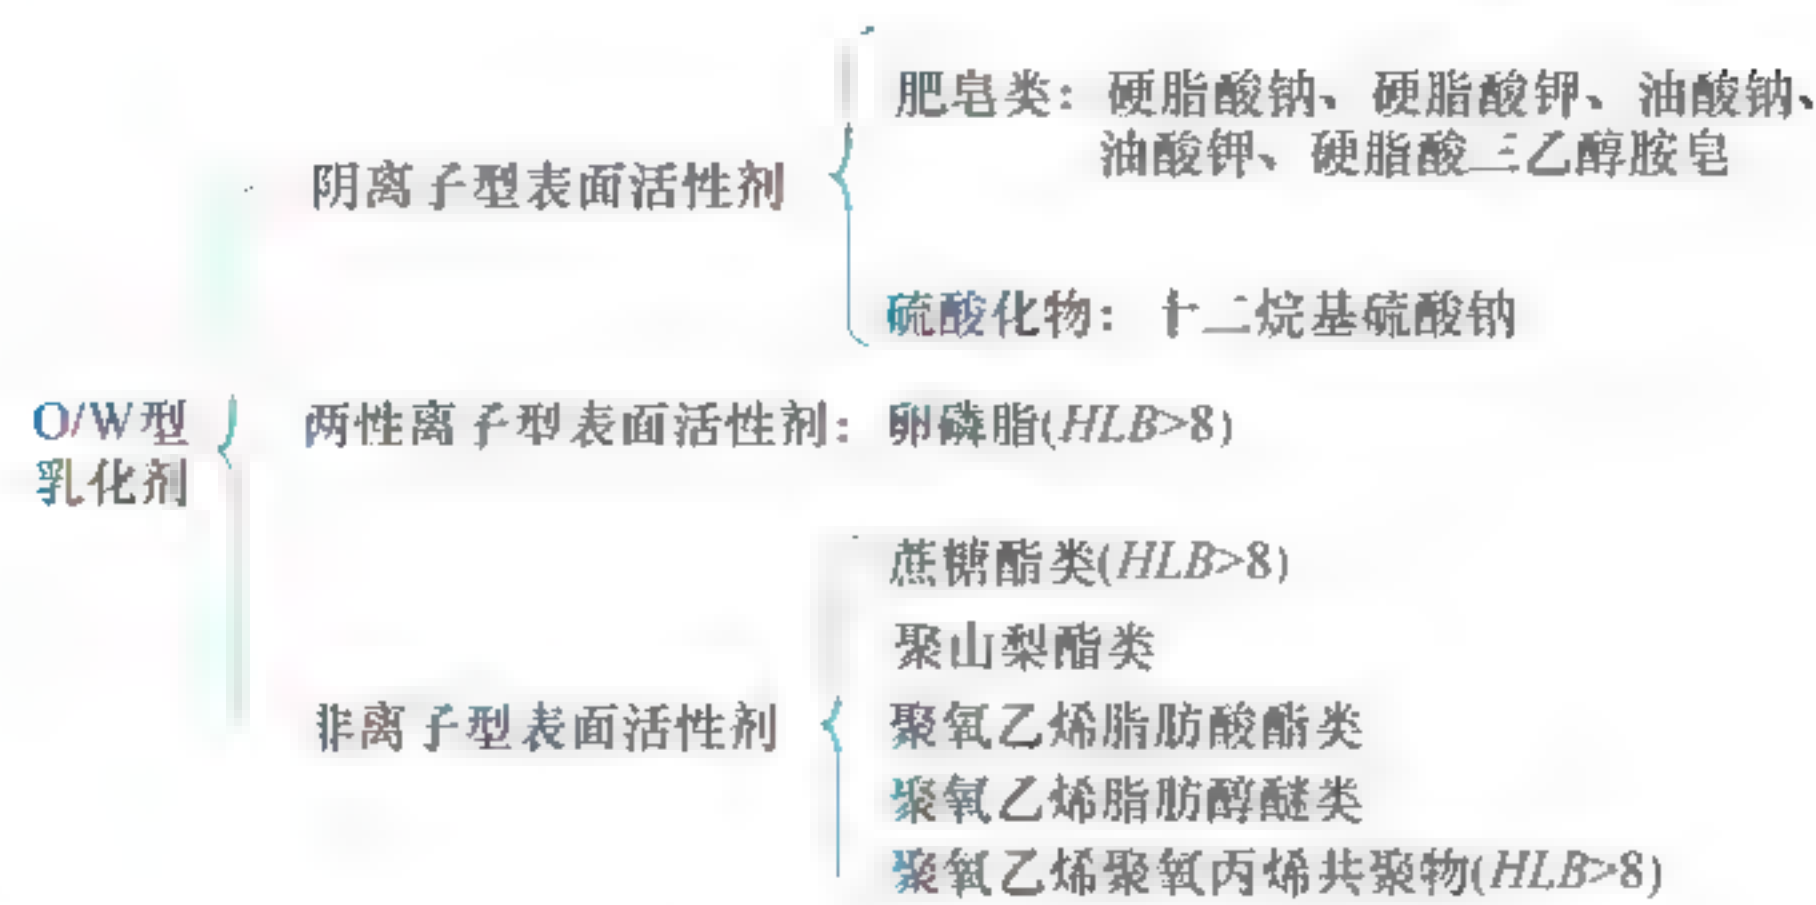 肥皂类：硬脂酸钠、硬脂酸钾、油酸钠、
油酸钾、硬脂酸三乙醇胺皂
阴离子型表面活性剂
硫酸化物：十二烷基硫酸钠
O/W型
乳化剂
两性离子型表面活性剂：卵磷脂(HLB>8)
蔗糖酯类(HLB>8)
聚山梨酯类
非离子型表面活性剂
聚氧乙烯脂肪酸酯类
聚氧乙烯脂肪醇醚类
聚氧乙烯聚氧丙烯共聚物(HLB>8)